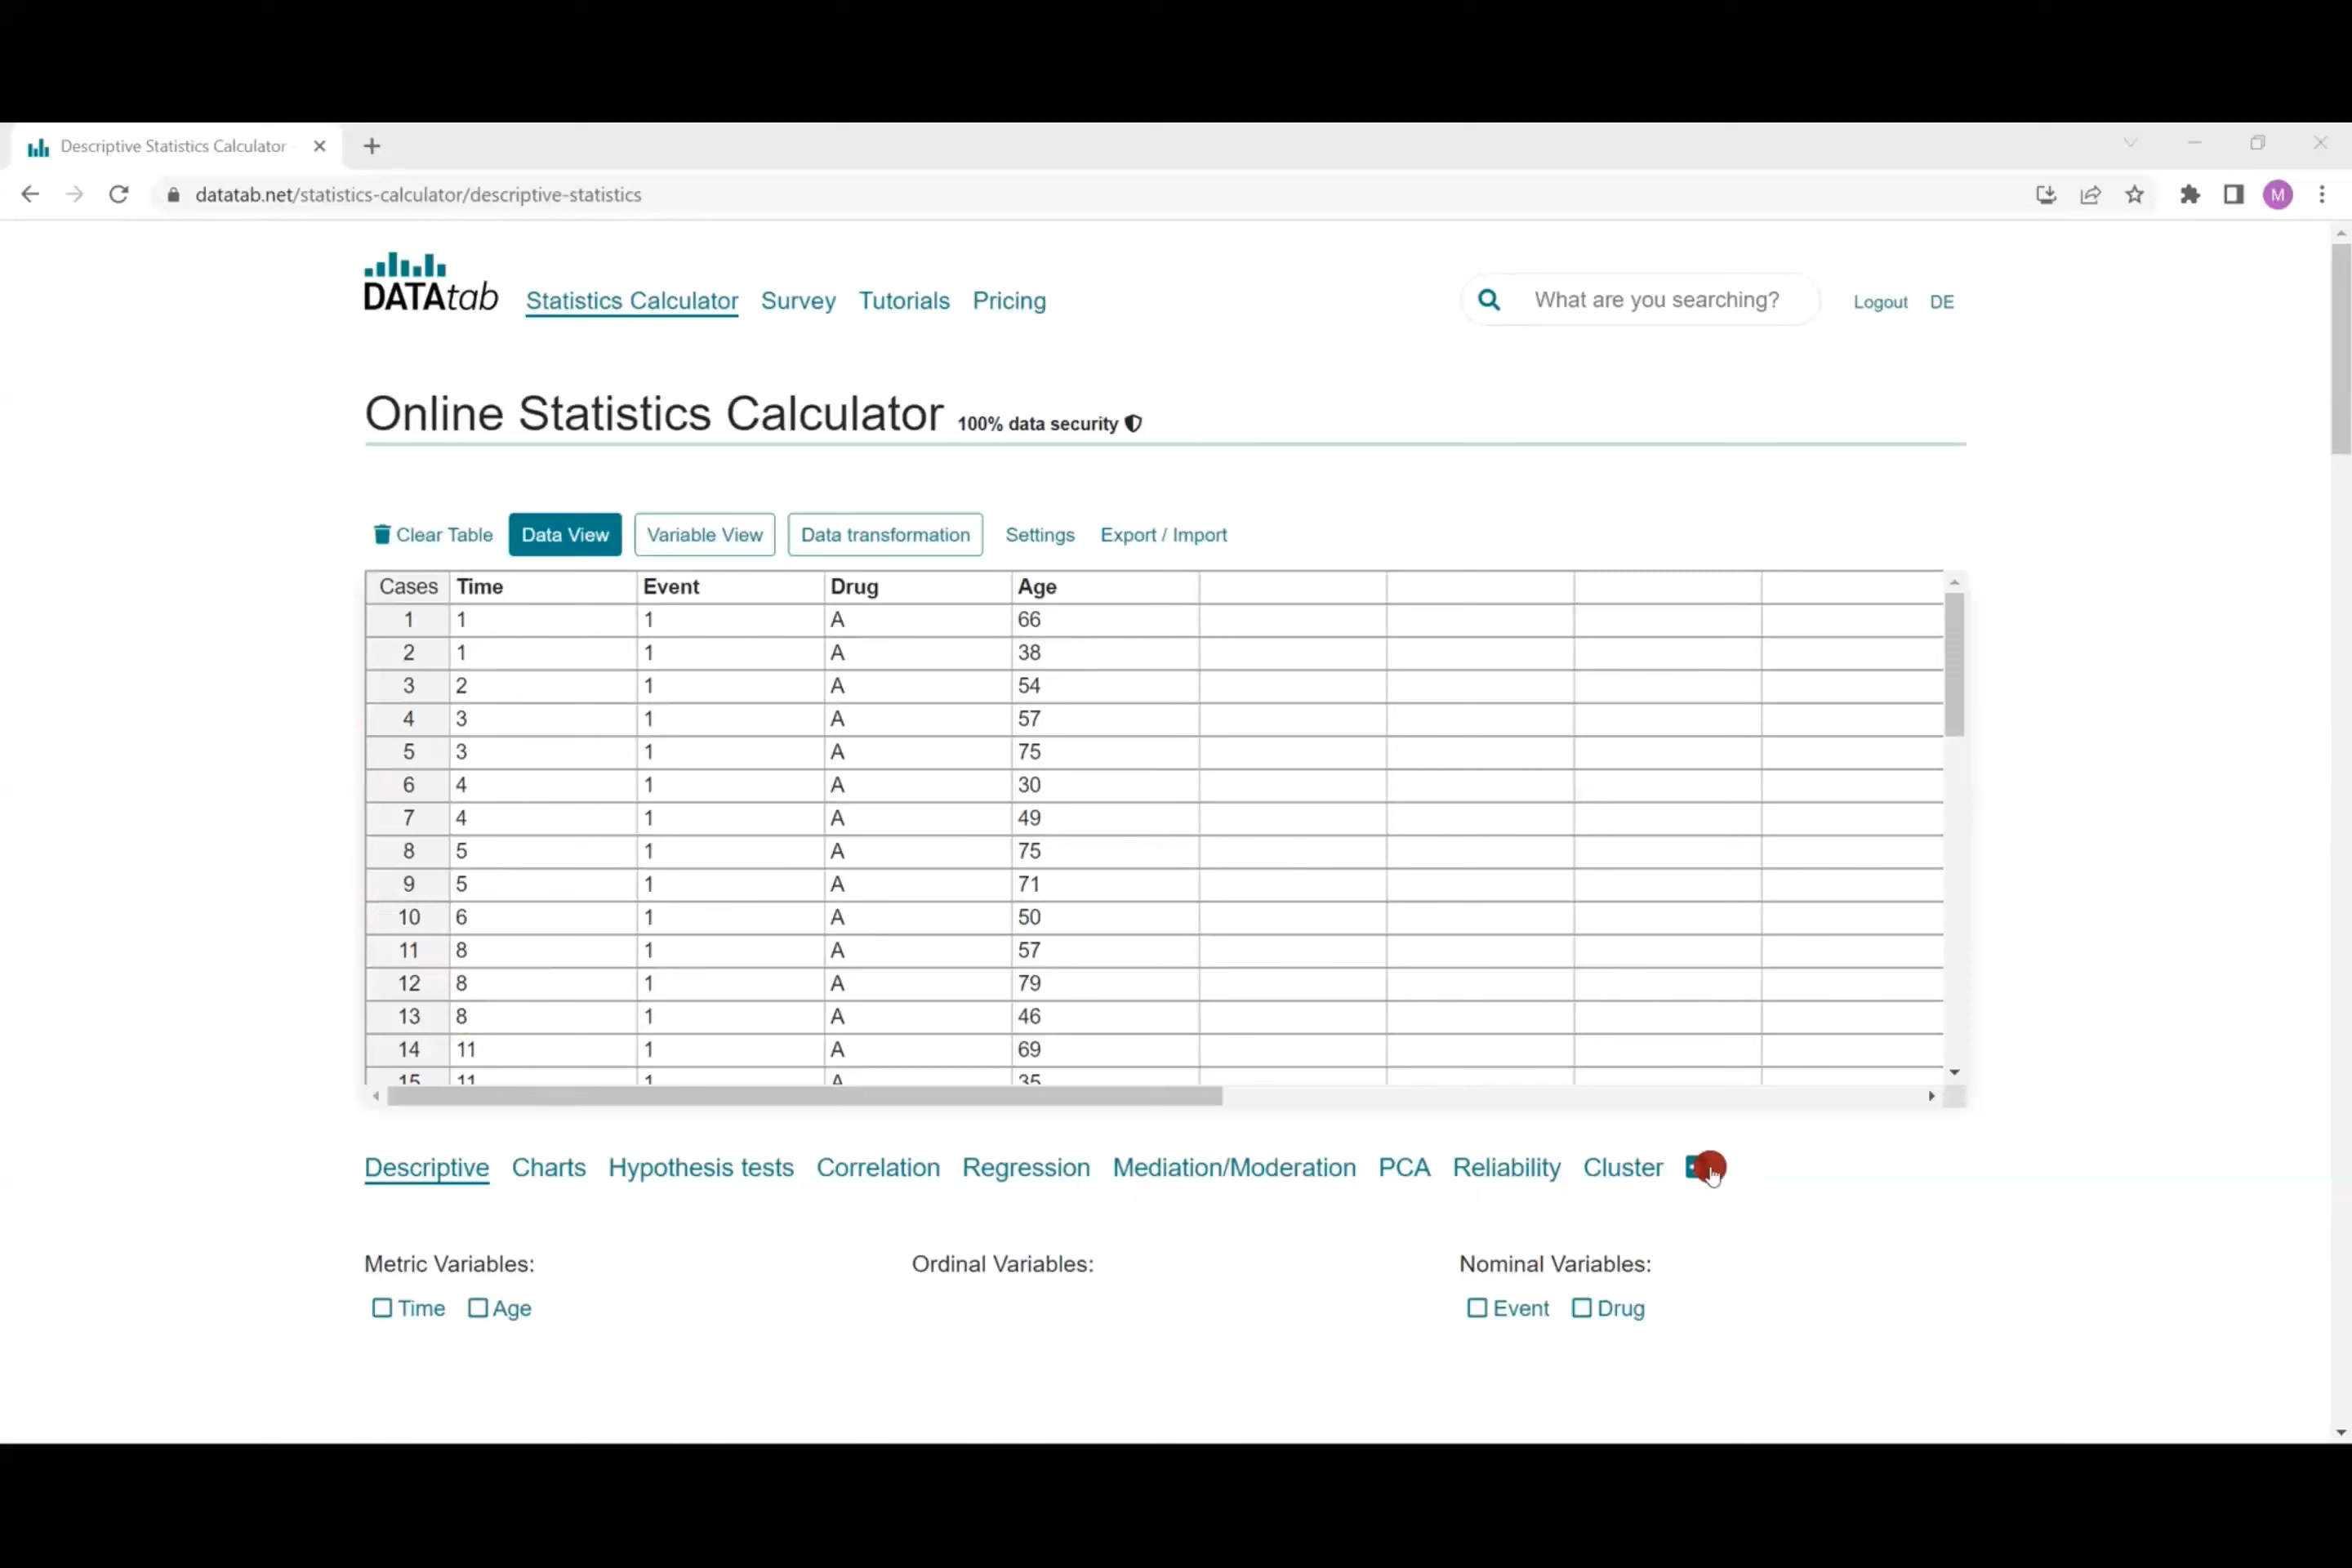 Descriptive Statistics Calculator
datatab.net/statistics-calculator/descriptive-statistics
M
DATAtab Statistics Calculator Survey Tutorials Pricing What are you searching? Logout DE
Online Statistics Calculator 100% data security
Clear Table Data View Variable View Data transformation Settings Export / Import
Cases Time Event Drug Age
1 1 1 A 66
2 1 1 A 38
3 2 1 A 54
4 3 1 A 57
5 3 1 A 75
6 4 1 A 30
7 4 1 A 49
8 5 1 A 75
9 5 1 A 71
10 6 1 A 50
11 8 1 A 57
12 8 1 A 79
13 8 1 A 46
14 11 1 A 69
15 11 1 A 35
Descriptive Charts Hypothesis tests Correlation Regression Mediation/Moderation PCA Reliability Cluster
Metric Variables: Ordinal Variables: Nominal Variables:
Time Age Event Drug